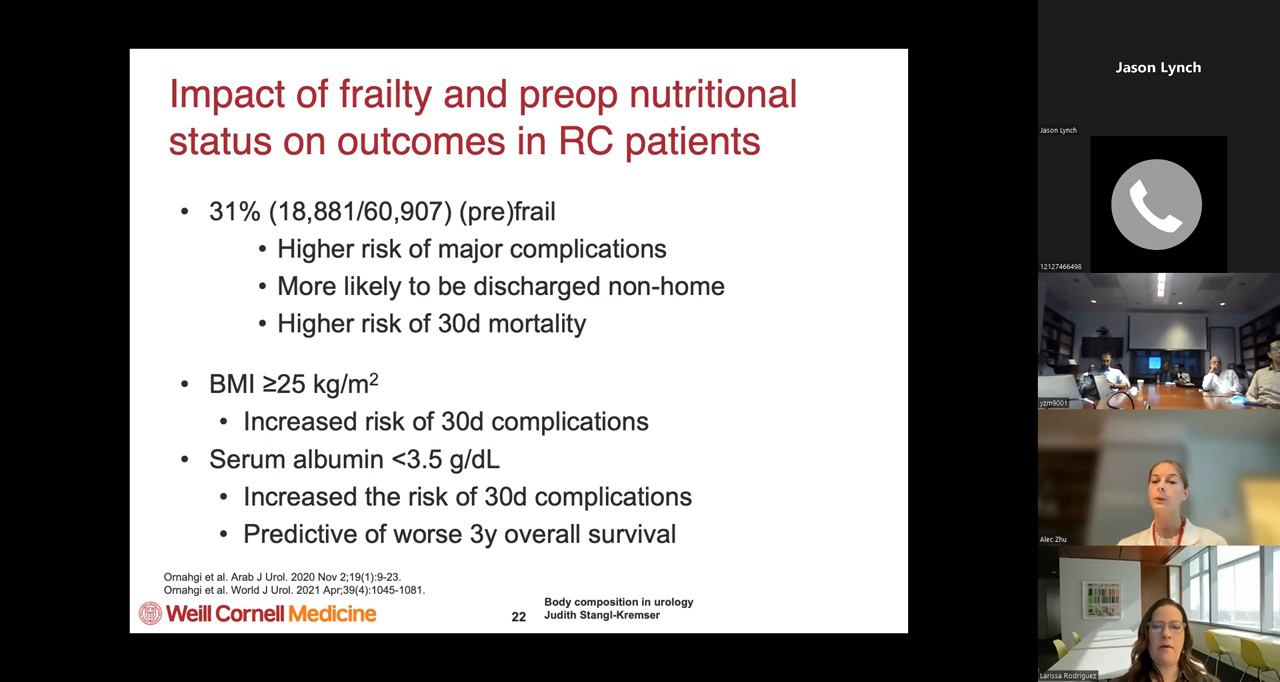 Impact of frailty and preop nutritional
status on outcomes in RC patients
• 31% (18,881/60,907) (pre)frail
• Higher risk of major complications
• More likely to be discharged non-home
• Higher risk of 30d mortality
• BMI ≥25 kg/m²
• Increased risk of 30d complications
• Serum albumin <3.5 g/dL
• Increased the risk of 30d complications
• Predictive of worse 3y overall survival
Ornahgi et al. Arab J Urol. 2020 Nov 2;19(1):9-23.
Ornahgi et al. World J Urol. 2021 Apr;39(4):1045-1081.
Weill Cornell Medicine
22
Body composition in urology
Judith Stangl-Kremser
Jason Lynch
Jason Lynch
12127466498
yzm9001
Alec Zhu
Larissa Rodriguez